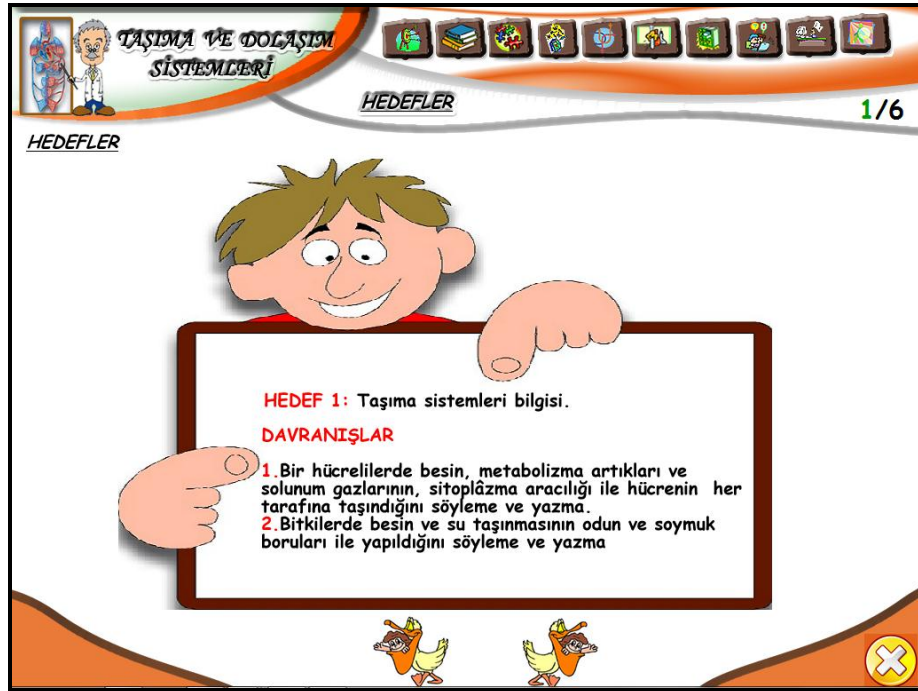 TAŞIMA VE DOLAŞIM
SİSTEMLERİ
HEDEFLER
1/6
HEDEFLER
HEDEF 1: Taşıma sistemleri bilgisi.
DAVRANIŞLAR
1.Bir hücrelilerde besin, metabolizma artıkları ve
solunum gazlarının, sitoplâzma aracılığı ile hücrenin her
tarafına taşındığını söyleme ve yazma.
2.Bitkilerde besin ve su taşınmasının odun ve soymuk
boruları ile yapıldığını söyleme ve yazma